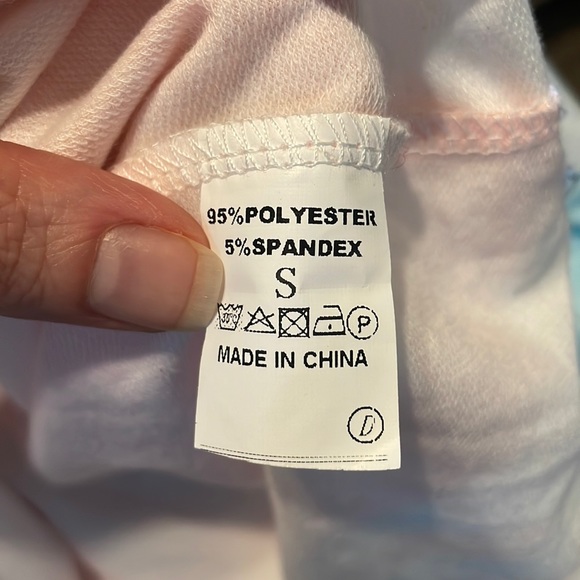 95%POLYESTER
5%SPANDEX
S
P
MADE IN CHINA
D